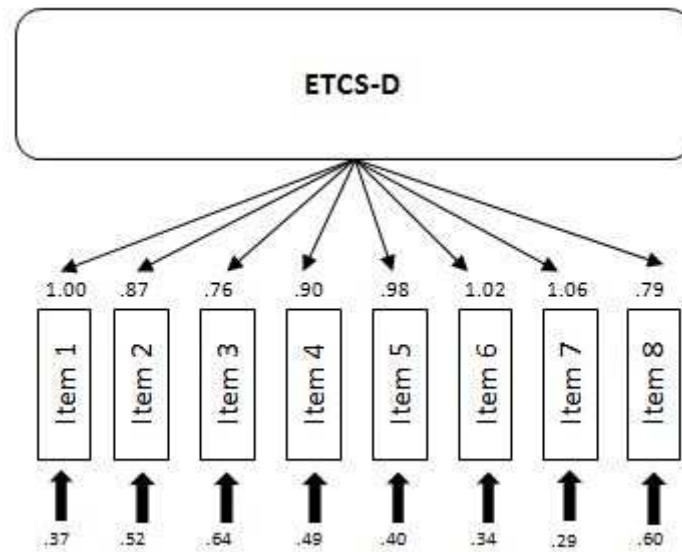 ETCS-D
1.00 .87 .76 .90 .98 1.02 1.06 .79
Item 1 Item 2 Item 3 Item 4 Item 5 Item 6 Item 7 Item 8
.37 .52 .64 .49 .40 .34 .29 .60